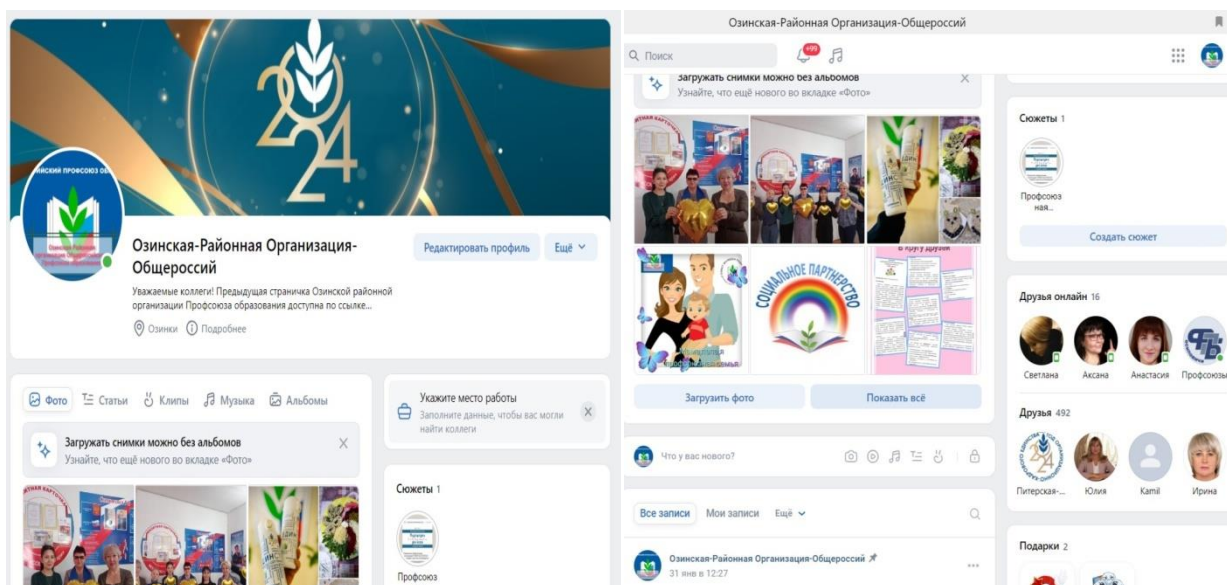 2024
Озинская-Районная Организация-
Общероссий
Уважаемые коллеги! Предыдущая страничка Озинской районной
организации Профсоюза образования доступна по ссылке...
Озинки Подробнее
Редактировать профиль Ещё
Фото Статьи Клипы Музыка Альбомы
Загружать снимки можно без альбомов
Узнайте, что ещё нового во вкладке «Фото»
Укажите место работы
Заполните данные, чтобы вас могли
найти коллеги
Сюжеты 1
Профсоюз
Озинская-Районная Организация-Общероссий
Поиск
+99
Загружать снимки можно без альбомов
Узнайте, что ещё нового во вкладке «Фото»
В кругу друзей
СОЦИАЛЬНОЕ ПАРТНЕРСТВО
Загрузить фото Показать всё
Что у вас нового?
Все записи Мои записи Ещё
Озинская-Районная Организация-Общероссий
31 янв в 12:27
Сюжеты 1
Профсоюз
ная...
Создать сюжет
Друзья онлайн 16
Светлана Аксана Анастасия Профсоюзы
Друзья 492
Питерская-... Юлия Kamil Ирина
Подарки 2